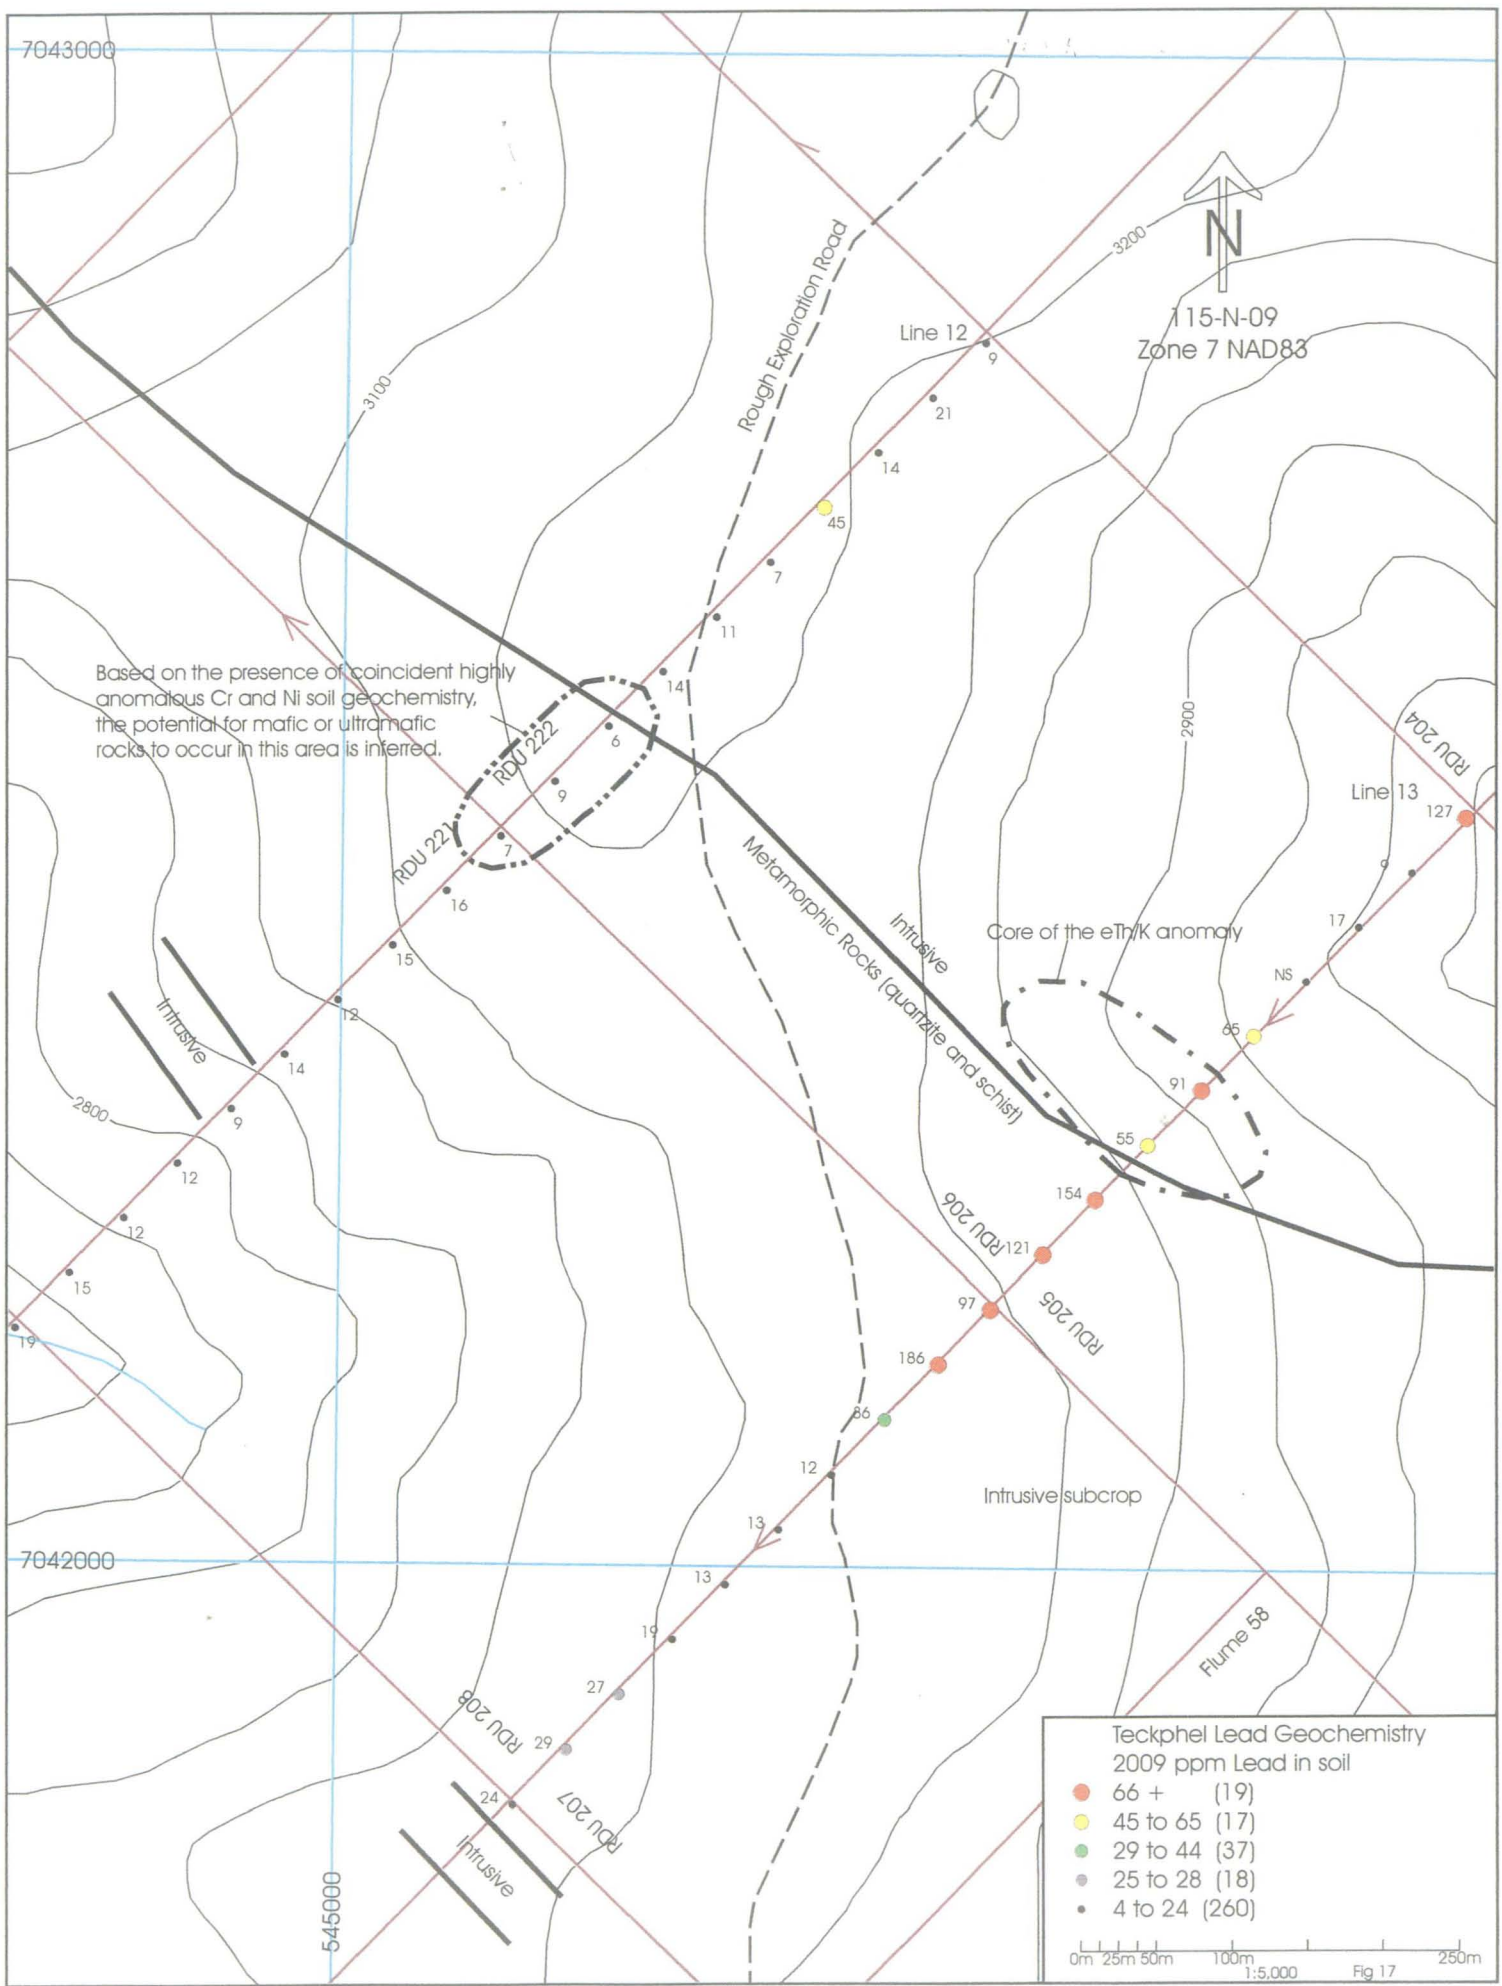 7043000
3200
N
115-N-09
Zone 7 NAD83
Rough Exploration Road
Line 12
9
3100
21
14
45
7
11
14
Based on the presence of coincident highly
anomalous Cr and Ni soil geochemistry,
the potential for mafic or ultramafic
rocks to occur in this area is inferred.
6
RDU 222
9
2900
RDU 204
Line 13
127
9
17
NS
65
91
55
154
121
97
186
86
12
13
13
19
27
29
24
RDU 221
7
16
15
12
14
9
12
12
15
19
Metamorphic Rocks (quartzite and schist)
Intrusive
Core of the eTh/K anomaly
Intrusive
2800
RDU 206
RDU 205
Intrusive subcrop
7042000
Flume 58
RDU 208
RDU 207
Intrusive
545000
Teckphel Lead Geochemistry
2009 ppm Lead in soil
66 + (19)
45 to 65 (17)
29 to 44 (37)
25 to 28 (18)
4 to 24 (260)
0m 25m 50m 100m 250m
1:5,000 Fig 17